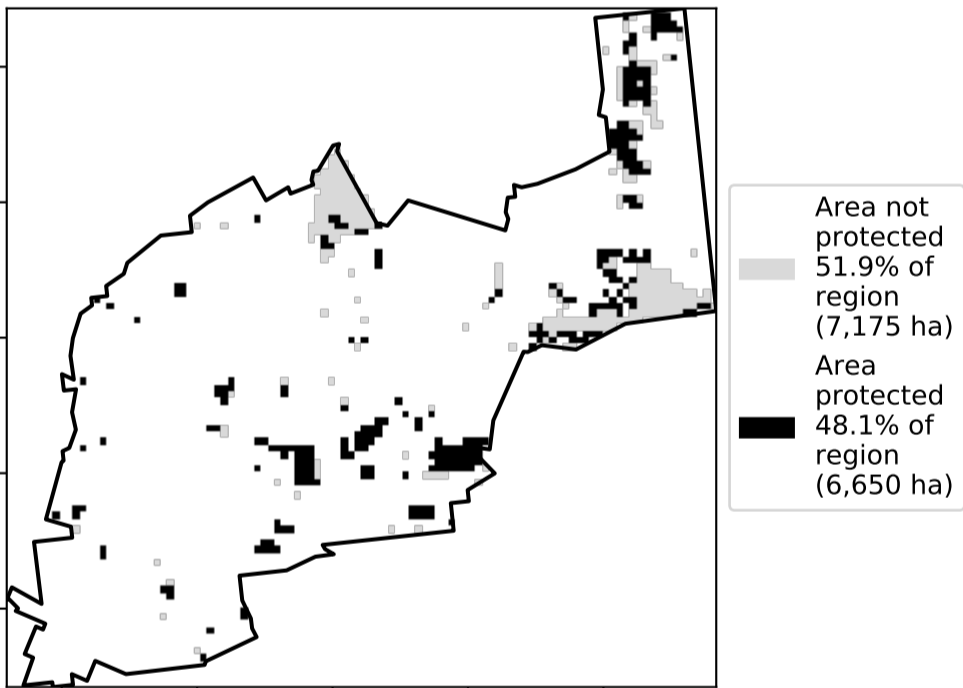 Area not
protected
51.9% of
region
(7,175 ha)
Area
protected
48.1% of
region
(6,650 ha)